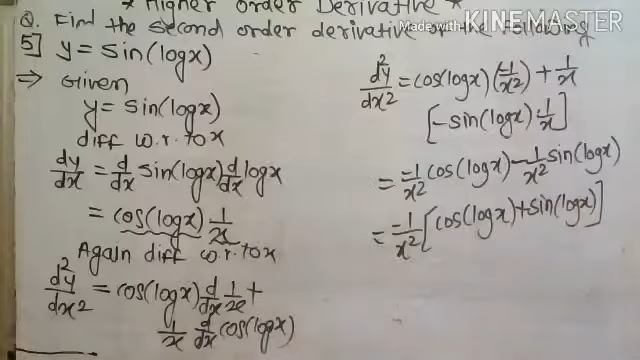 * Higher Order Derivative *
Q. Find the second order derivative of the following
Made with KINEMASTER
5] y = sin(logx)
⇒ Given
y = sin(logx)
diff w.r.to x
dy/dx = d/dx sin(logx) d/dx logx
= cos(logx) 1/x
Again diff w.r.to x
d²y/dx² = cos(logx) d/dx 1/x +
1/x d/dx cos(logx)
d²y/dx² = cos(logx) (-1/x²) + 1/x
[-sin(logx) · 1/x]
= -1/x² cos(logx) - 1/x² sin(logx)
= -1/x² [cos(logx) + sin(logx)]